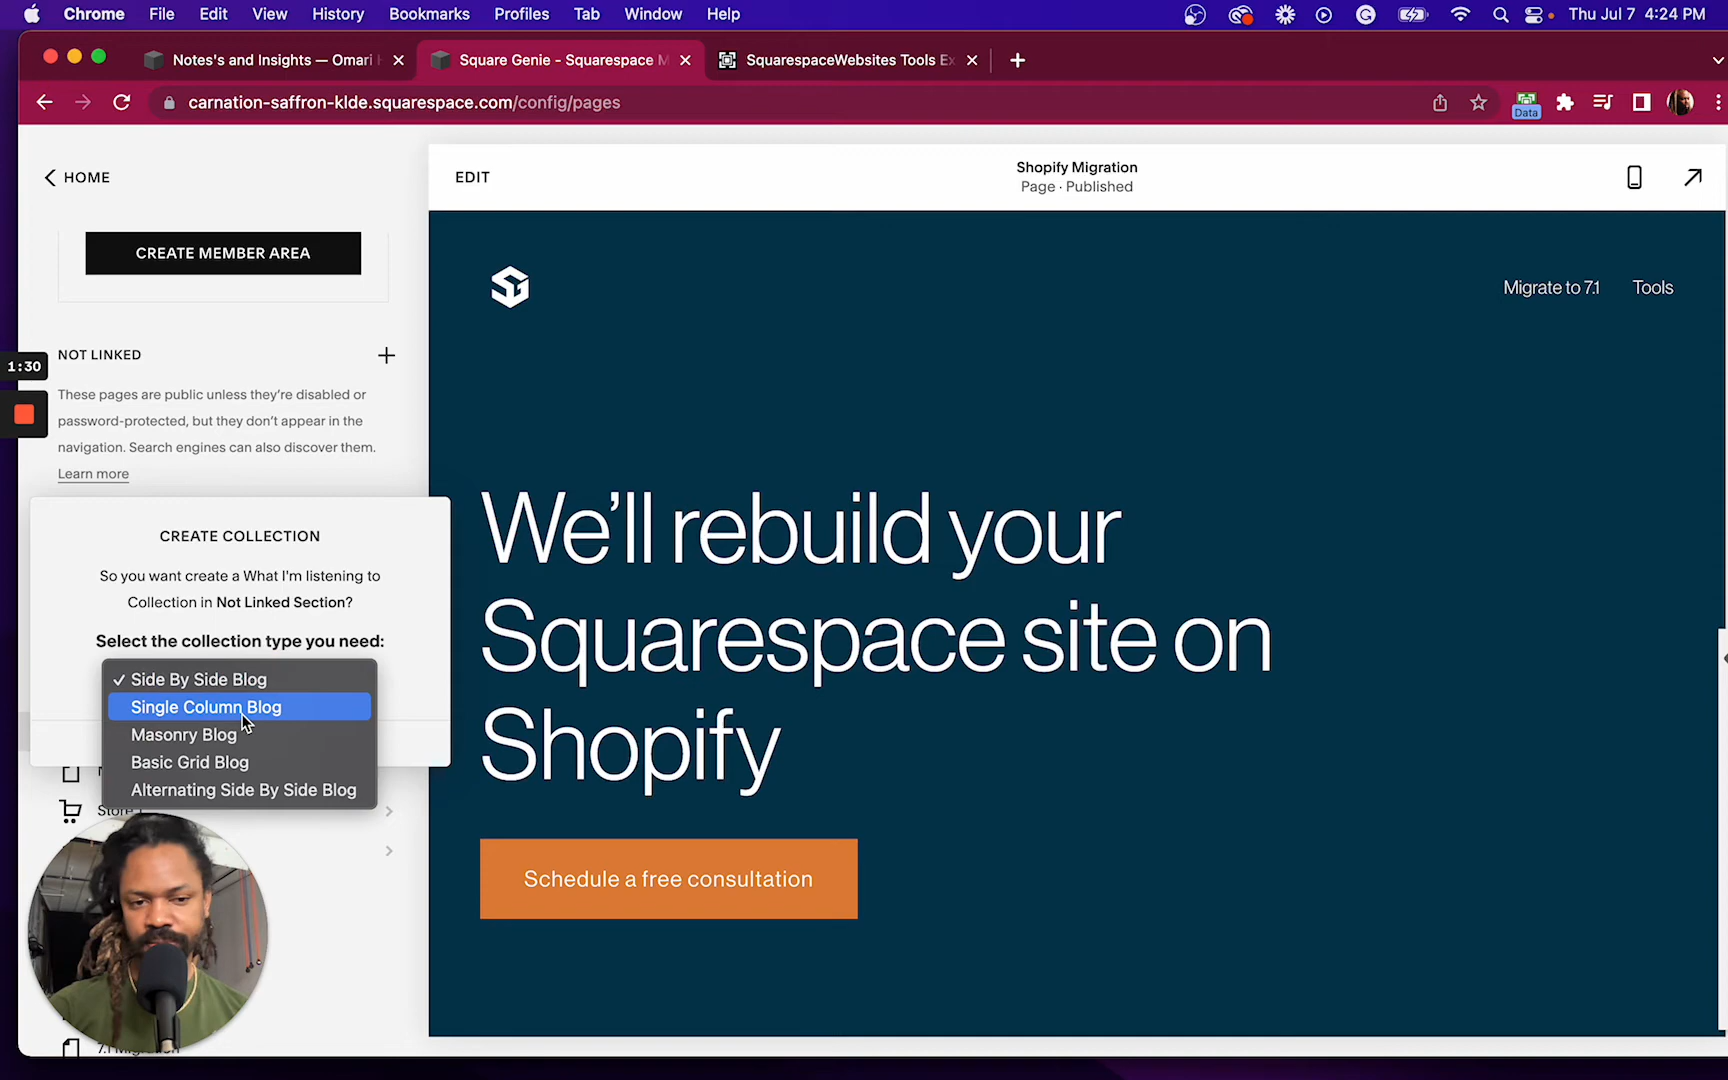 Chrome File Edit View History Bookmarks Profiles Tab Window Help Thu Jul 7 4:24 PM
Notes's and Insights — Omari
Square Genie - Squarespace M
SquarespaceWebsites Tools Ex
carnation-saffron-klde.squarespace.com/config/pages
Data
HOME
EDIT
Shopify Migration
Page · Published
CREATE MEMBER AREA
Migrate to 7.1 Tools
NOT LINKED
1:30
These pages are public unless they're disabled or
password-protected, but they don't appear in the
navigation. Search engines can also discover them.
Learn more
CREATE COLLECTION
So you want create a What I'm listening to
Collection in Not Linked Section?
Select the collection type you need:
✓ Side By Side Blog
Single Column Blog
Masonry Blog
Basic Grid Blog
Alternating Side By Side Blog
Store
7.1 Migration
We'll rebuild your
Squarespace site on
Shopify
Schedule a free consultation